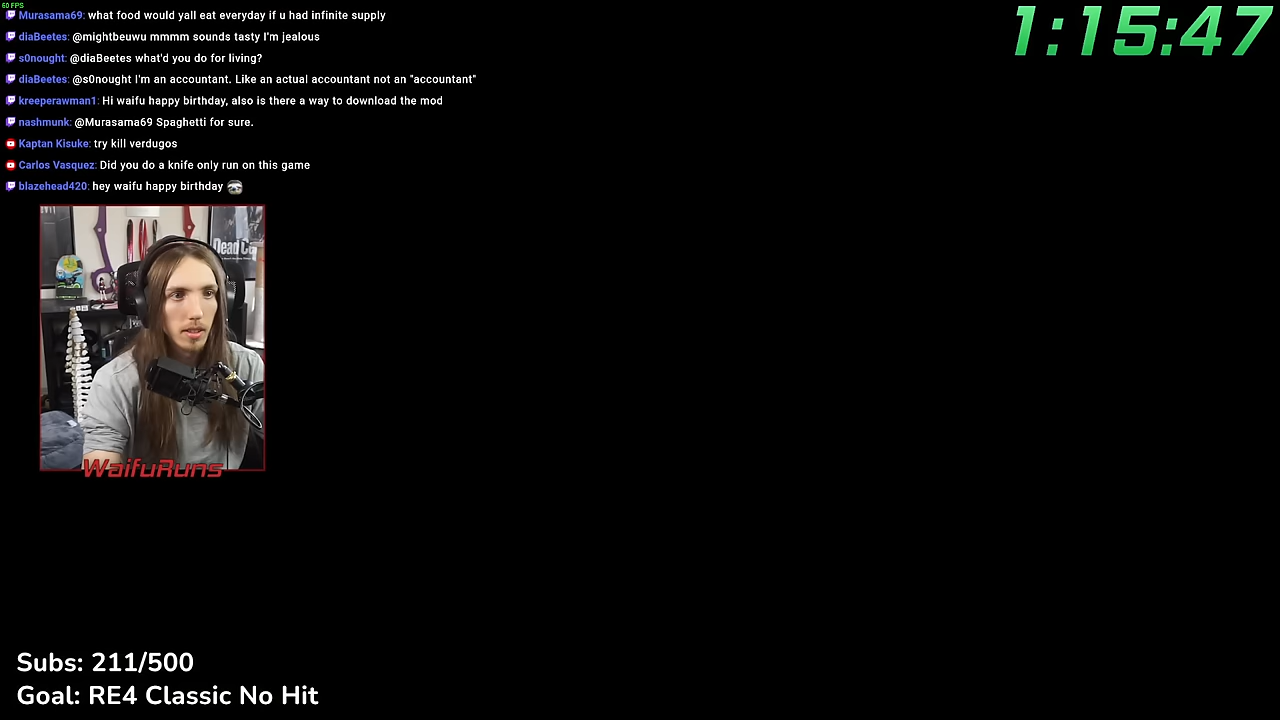 60 FPS
Murasama69: what food would yall eat everyday if u had infinite supply
diaBeetes: @mightbeuwu mmmm sounds tasty I'm jealous
s0nought: @diaBeetes what'd you do for living?
diaBeetes: @s0nought I'm an accountant. Like an actual accountant not an "accountant"
kreeperawman1: Hi waifu happy birthday, also is there a way to download the mod
nashmunk: @Murasama69 Spaghetti for sure.
Kaptan Kisuke: try kill verdugos
Carlos Vasquez: Did you do a knife only run on this game
blazehead420: hey waifu happy birthday
1:15:47
Dead
WaifuRuns
Subs: 211/500
Goal: RE4 Classic No Hit